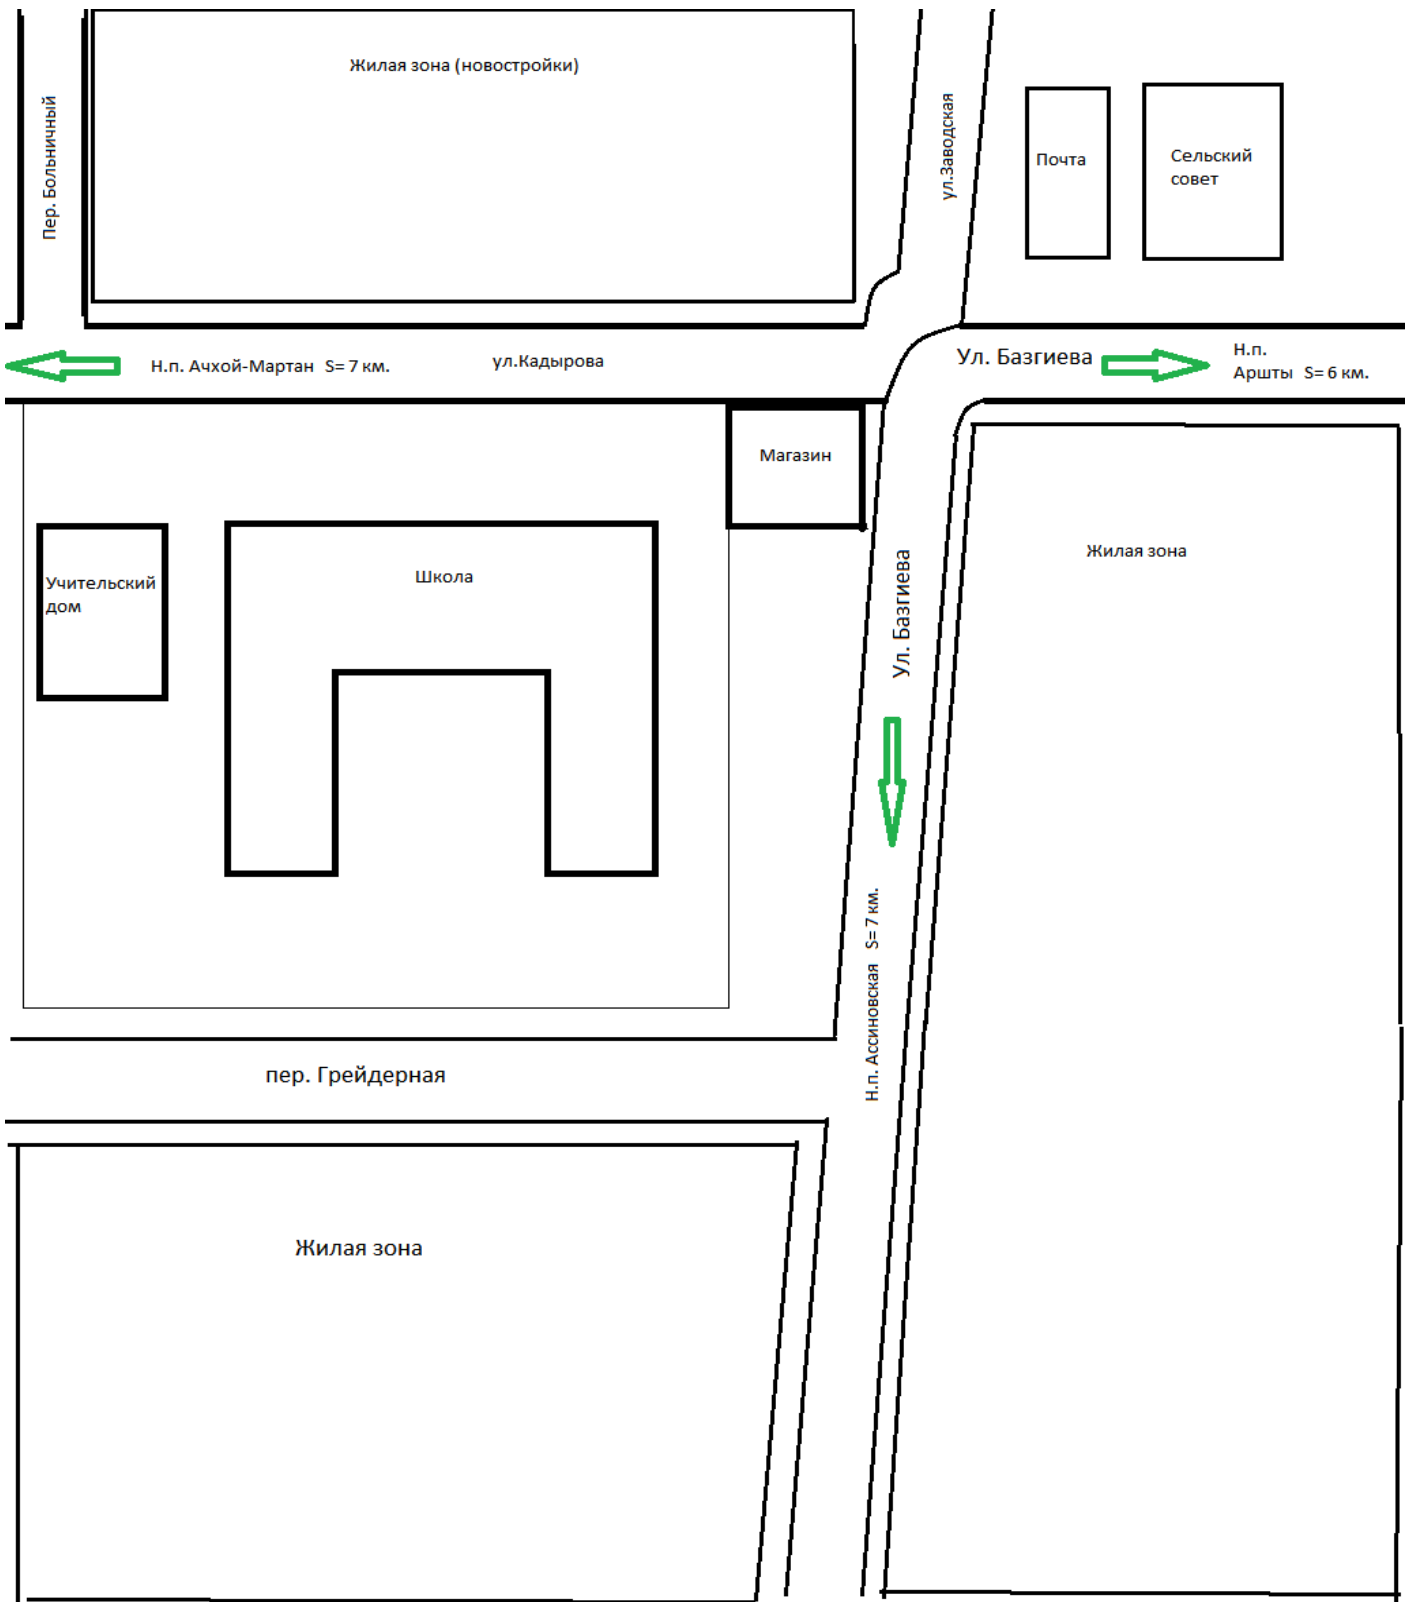 Жилая зона (новостройки)
Пер. Больничный
ул.Заводская
Почта
Сельский
совет
Н.п. Ачхой-Мартан S= 7 км.
ул.Кадырова
Ул. Базгиева
Н.п.
Аршты S= 6 км.
Магазин
Учительский
дом
Школа
Ул. Базгиева
Жилая зона
Н.п. Ассиновская S= 7 км.
пер. Грейдерная
Жилая зона